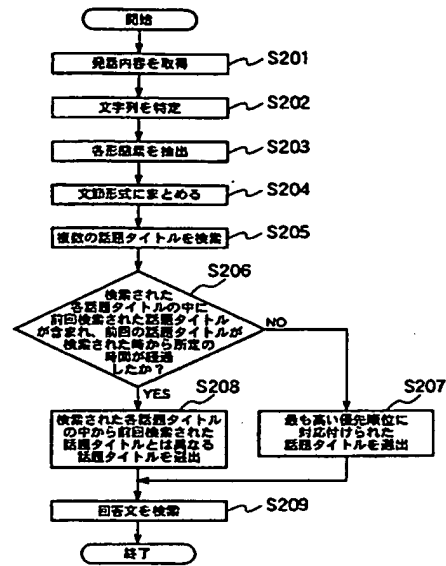 開始
発話内容を取得
S201
文字列を特定
S202
各形態素を抽出
S203
文節形式にまとめる
S204
複数の話題タイトルを検索
S205
S206
検索された
各話題タイトルの中に
前回検索された話題タイトル
が含まれ、前回の話題タイトルが
検索された時から所定の
時間が経過
したか?
NO
YES
S208
検索された各話題タイトル
の中から前回検索された
話題タイトルとは異なる
話題タイトルを選出
S207
最も高い優先順位に
対応付けられた
話題タイトルを選出
回答文を検索
S209
終了